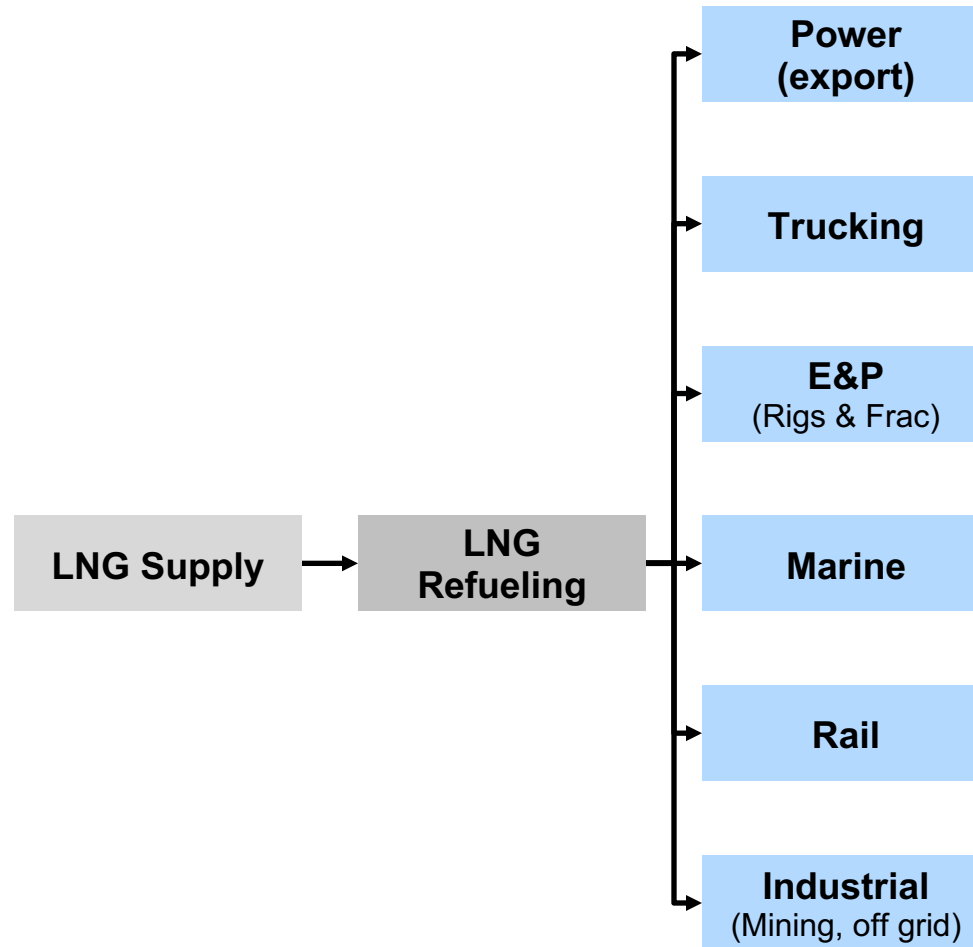 Power
(export)
Trucking
E&P
(Rigs & Frac)
LNG Supply
LNG
Refueling
Marine
Rail
Industrial
(Mining, off grid)